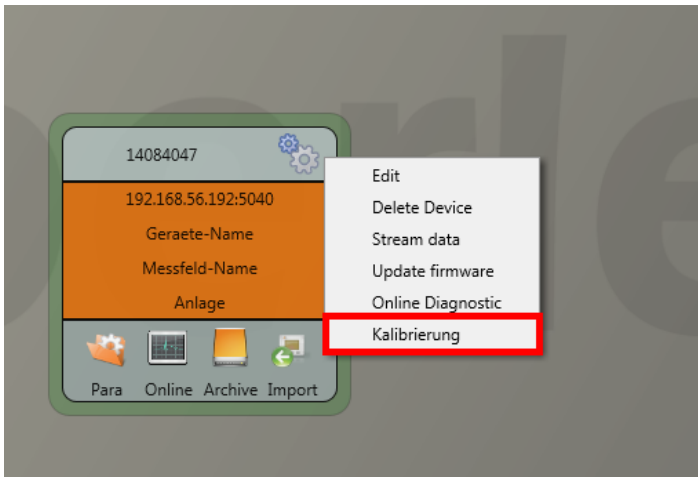 14084047
192.168.56.192:5040
Geraete-Name
Messfeld-Name
Anlage
Para Online Archive Import
Edit
Delete Device
Stream data
Update firmware
Online Diagnostic
Kalibrierung